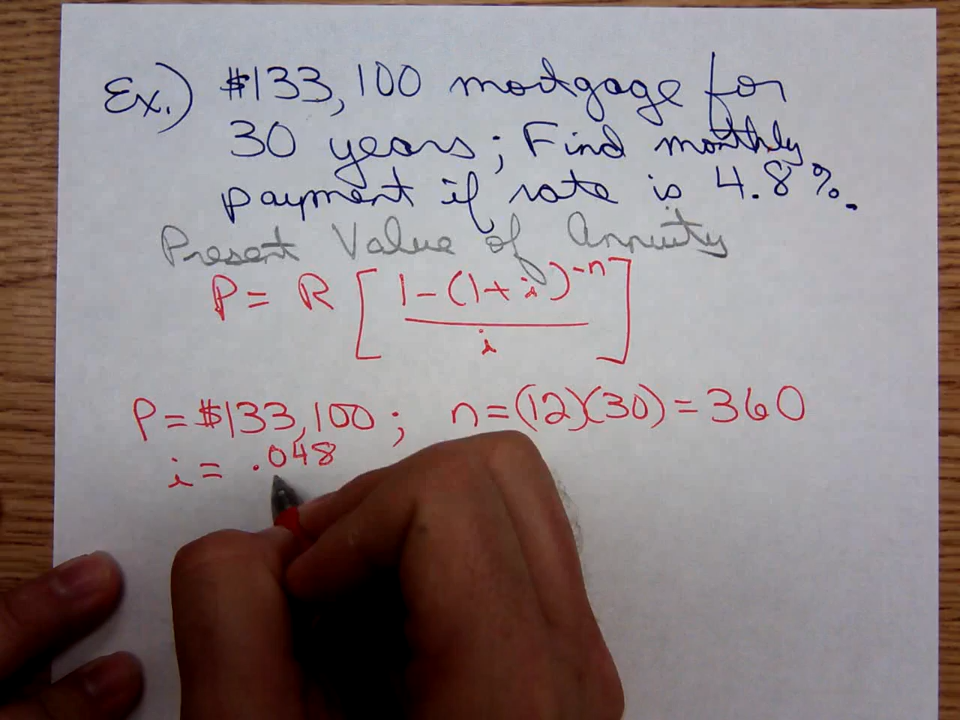 Ex.) $133,100 mortgage for
30 years; Find monthly
payment if rate is 4.8%.
Present Value of Annuity
P = R [ 1-(1+i)^-n / i ]
P = $133,100; n = (12)(30) = 360
i = .048